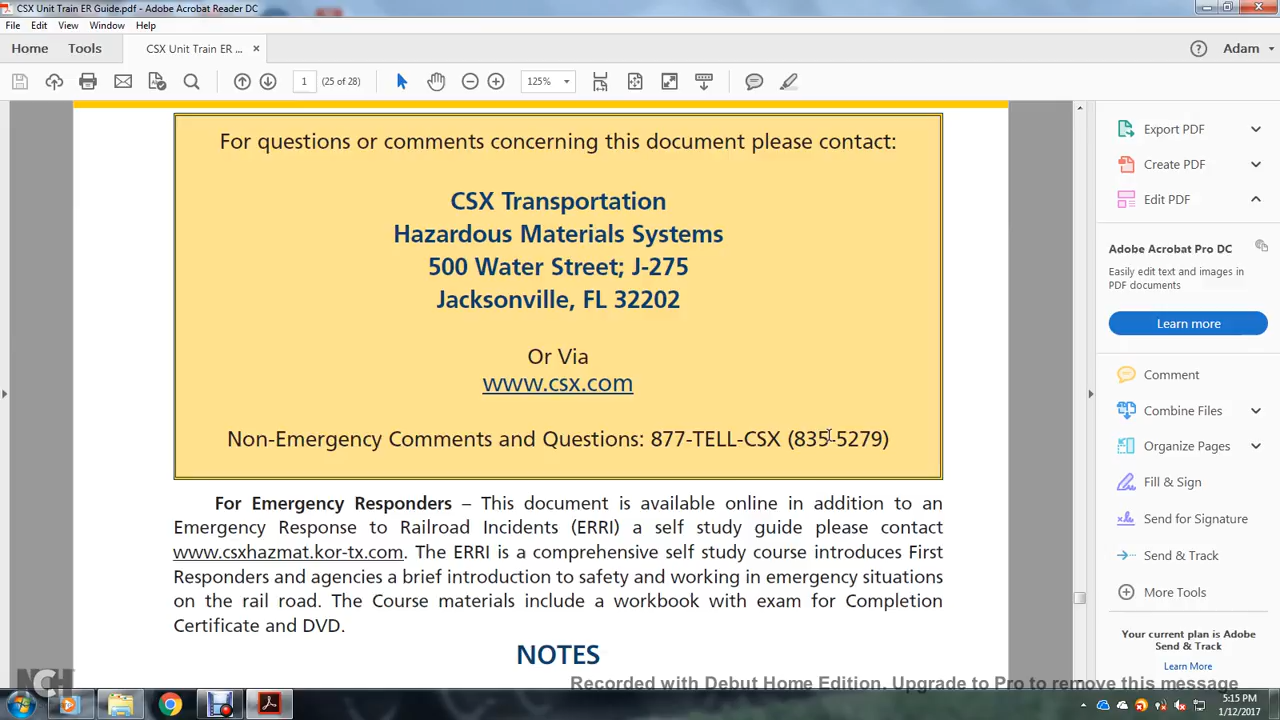 CSX Unit Train ER Guide.pdf - Adobe Acrobat Reader DC
File Edit View Window Help
Home Tools CSX Unit Train ER ... × Adam
1 (25 of 28) 125%
For questions or comments concerning this document please contact:
CSX Transportation
Hazardous Materials Systems
500 Water Street; J-275
Jacksonville, FL 32202
Or Via
www.csx.com
Non-Emergency Comments and Questions: 877-TELL-CSX (835-5279)
For Emergency Responders – This document is available online in addition to an
Emergency Response to Railroad Incidents (ERRI) a self study guide please contact
www.csxhazmat.kor-tx.com. The ERRI is a comprehensive self study course introduces First
Responders and agencies a brief introduction to safety and working in emergency situations
on the rail road. The Course materials include a workbook with exam for Completion
Certificate and DVD.
NOTES
Export PDF
Create PDF
Edit PDF
Adobe Acrobat Pro DC
Easily edit text and images in
PDF documents
Learn more
Comment
Combine Files
Organize Pages
Fill & Sign
Send for Signature
Send & Track
More Tools
Your current plan is Adobe
Send & Track
Learn More
NCH
Recorded with Debut Home Edition. Upgrade to Pro to remove this message
5:15 PM
1/12/2017